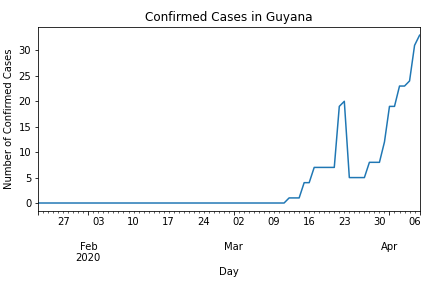 Confirmed Cases in Guyana
Number of Confirmed Cases
30
25
20
15
10
5
0
27 03 10 17 24 02 09 16 23 30 06
Feb Mar Apr
2020
Day